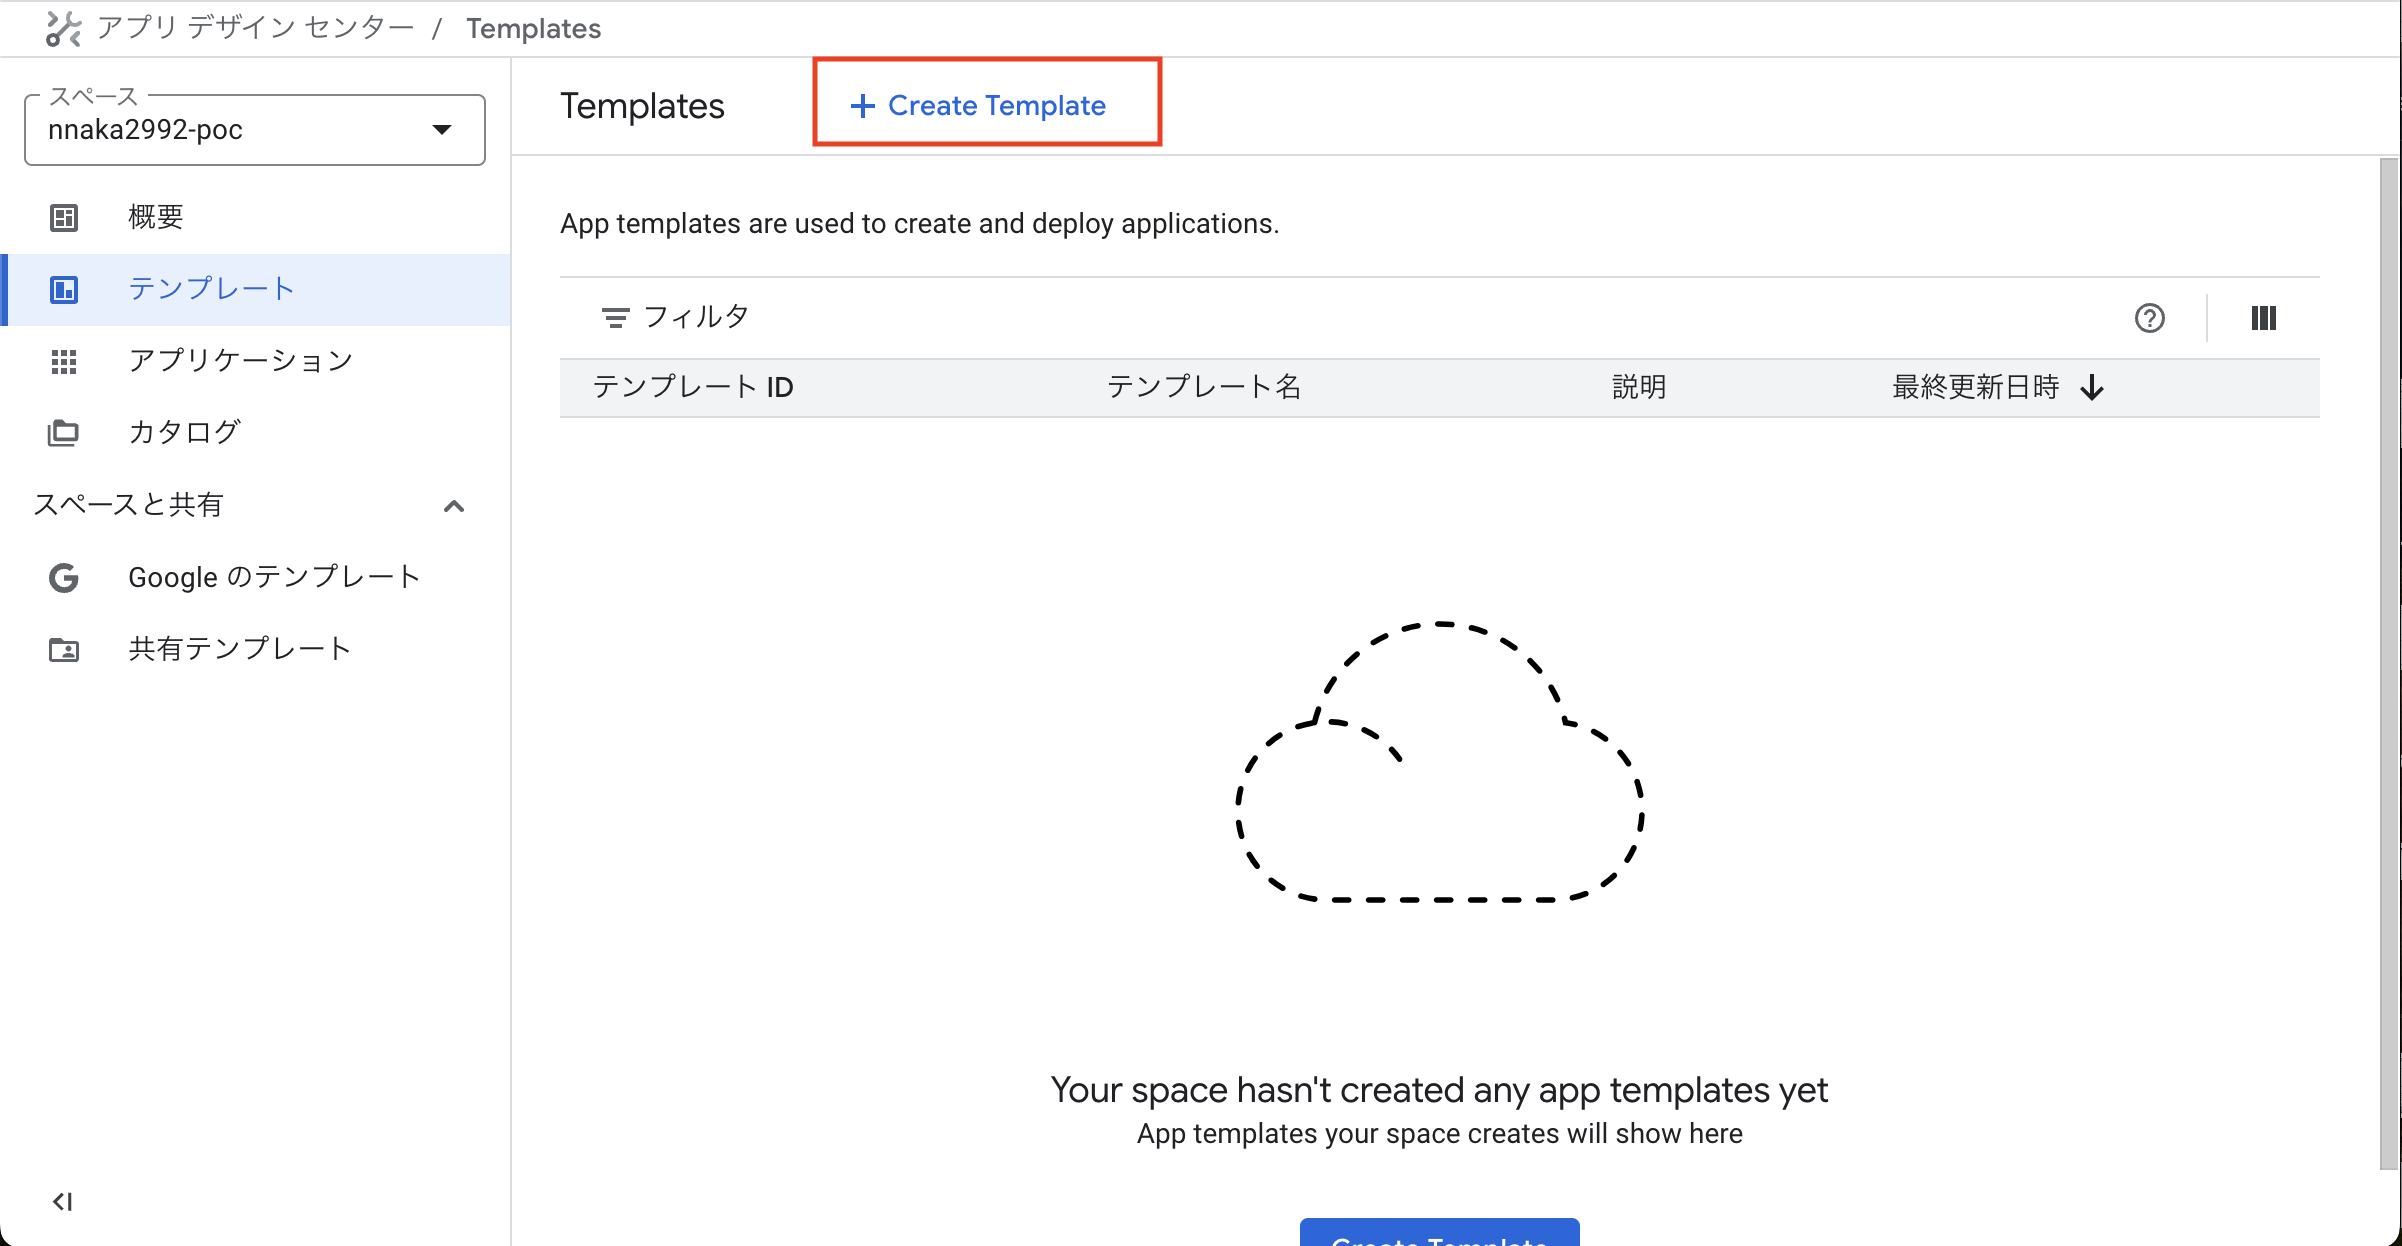 アプリ デザイン センター / Templates
スペース
nnaka2992-poc
概要
テンプレート
アプリケーション
カタログ
スペースと共有
Google のテンプレート
共有テンプレート
Templates
Create Template
App templates are used to create and deploy applications.
フィルタ
テンプレート ID テンプレート名 説明 最終更新日時
Your space hasn't created any app templates yet
App templates your space creates will show here
Create Template